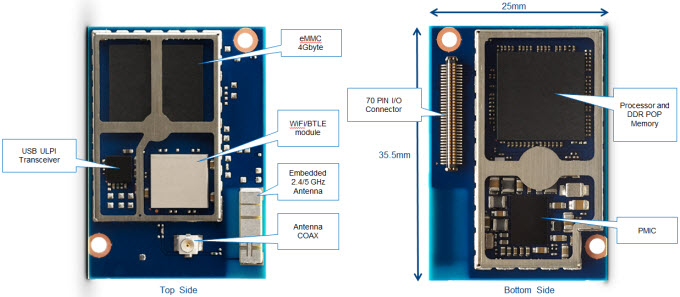 25mm
eMMC
4Gbyte
WiFi/BTLE
module
USB ULPI
Transceiver
Embedded
2.4/5 GHz
Antenna
Antenna
COAX
Top Side
70 PIN I/O
Connector
35.5mm
Processor and
DDR POP
Memory
PMIC
Bottom Side